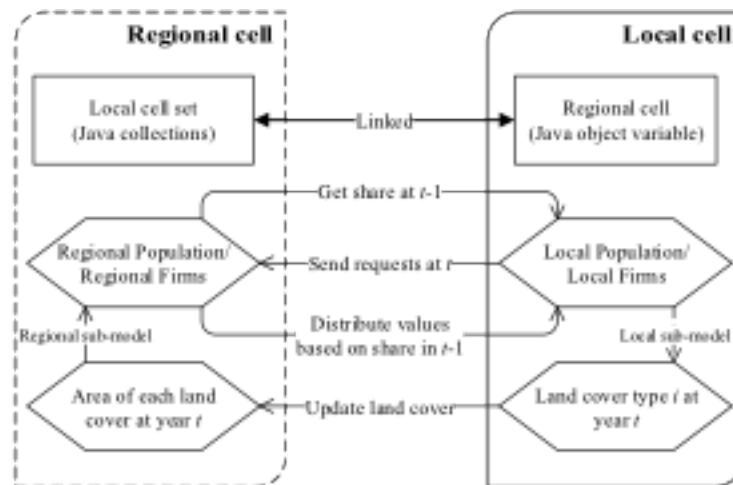 Regional cell
Local cell
Local cell set
(Java collections)
Linked
Regional cell
(Java object variable)
Get share at t-1
Regional Population/
Regional Firms
Send requests at t
Local Population/
Local Firms
Distribute values
based on share in t-1
Regional sub-model
Local sub-model
Area of each land
cover at year t
Update land cover
Land cover type i at
year t